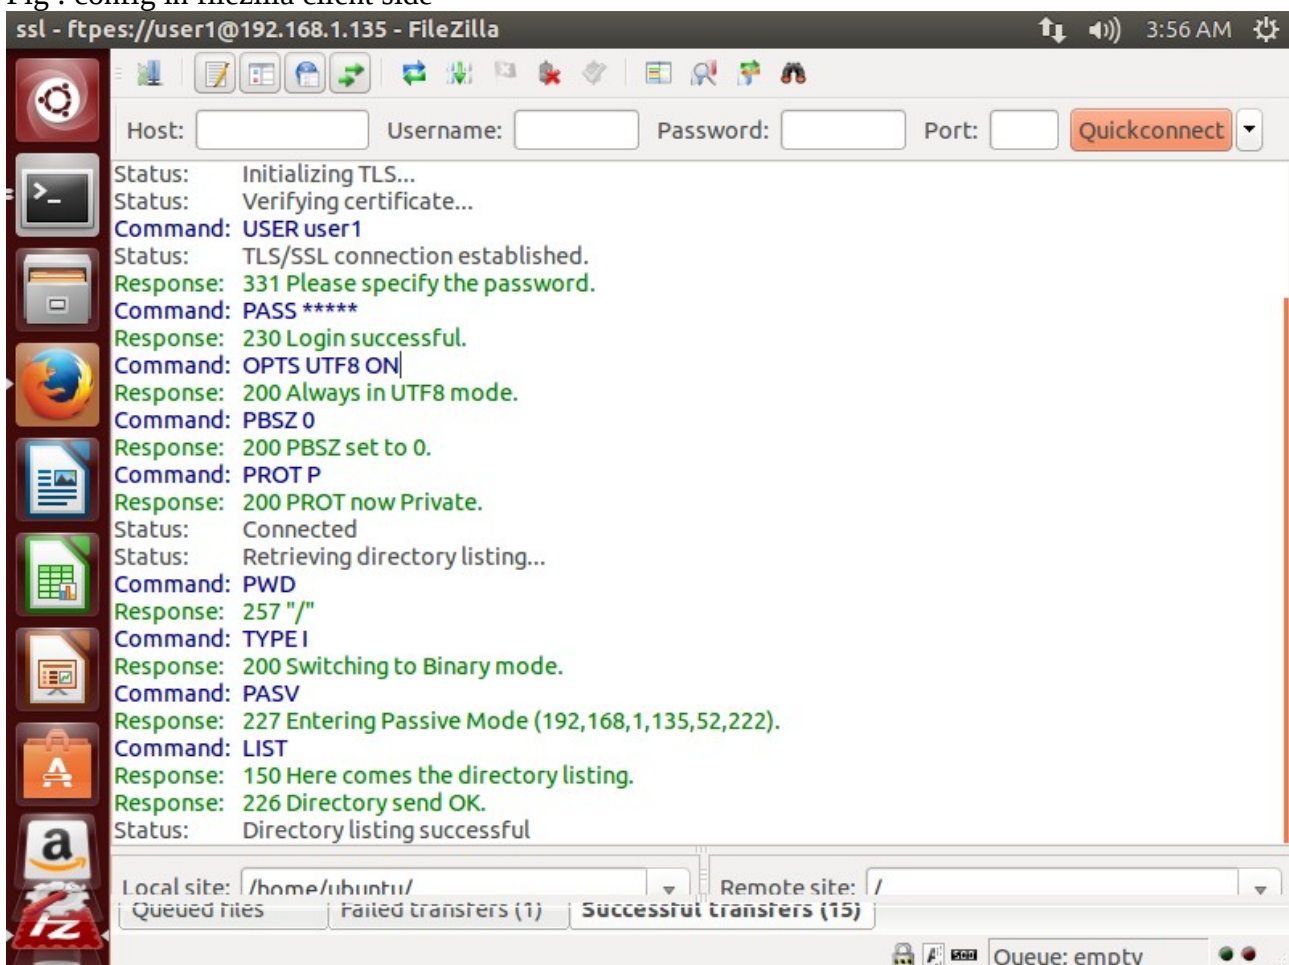 Fig : config in filezilla client side
ssl - ftpes://user1@192.168.1.135 - FileZilla 3:56 AM
Host: Username: Password: Port: Quickconnect
Status: Initializing TLS...
Status: Verifying certificate...
Command: USER user1
Status: TLS/SSL connection established.
Response: 331 Please specify the password.
Command: PASS *****
Response: 230 Login successful.
Command: OPTS UTF8 ON
Response: 200 Always in UTF8 mode.
Command: PBSZ 0
Response: 200 PBSZ set to 0.
Command: PROT P
Response: 200 PROT now Private.
Status: Connected
Status: Retrieving directory listing...
Command: PWD
Response: 257 "/"
Command: TYPE I
Response: 200 Switching to Binary mode.
Command: PASV
Response: 227 Entering Passive Mode (192,168,1,135,52,222).
Command: LIST
Response: 150 Here comes the directory listing.
Response: 226 Directory send OK.
Status: Directory listing successful
Local site: /home/ubuntu/ Remote site: /
Queued files Failed transfers (1) Successful transfers (15)
Queue: empty